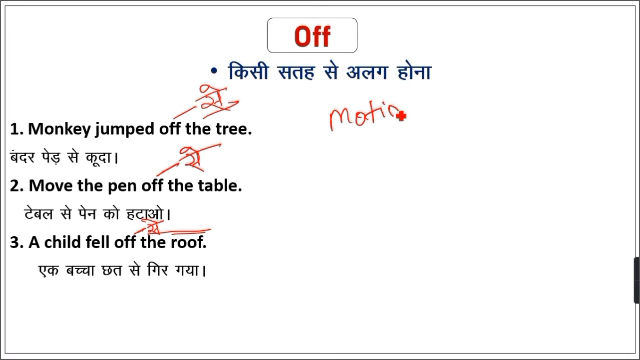 Off
• किसी सतह से अलग होना
से
Motio
1. Monkey jumped off the tree.
बंदर पेड़ से कूदा।
से
2. Move the pen off the table.
टेबल से पेन को हटाओ।
से
3. A child fell off the roof.
एक बच्चा छत से गिर गया।